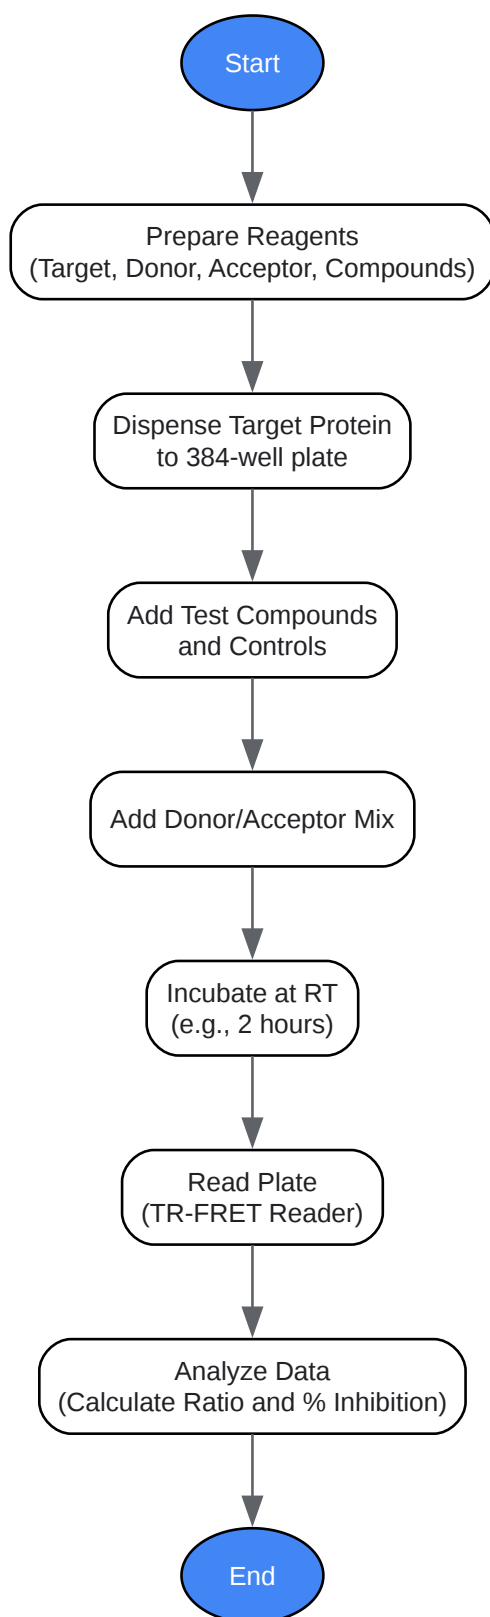 Start
Prepare Reagents
(Target, Donor, Acceptor, Compounds)
Dispense Target Protein
to 384-well plate
Add Test Compounds
and Controls
Add Donor/Acceptor Mix
Incubate at RT
(e.g., 2 hours)
Read Plate
(TR-FRET Reader)
Analyze Data
(Calculate Ratio and % Inhibition)
End